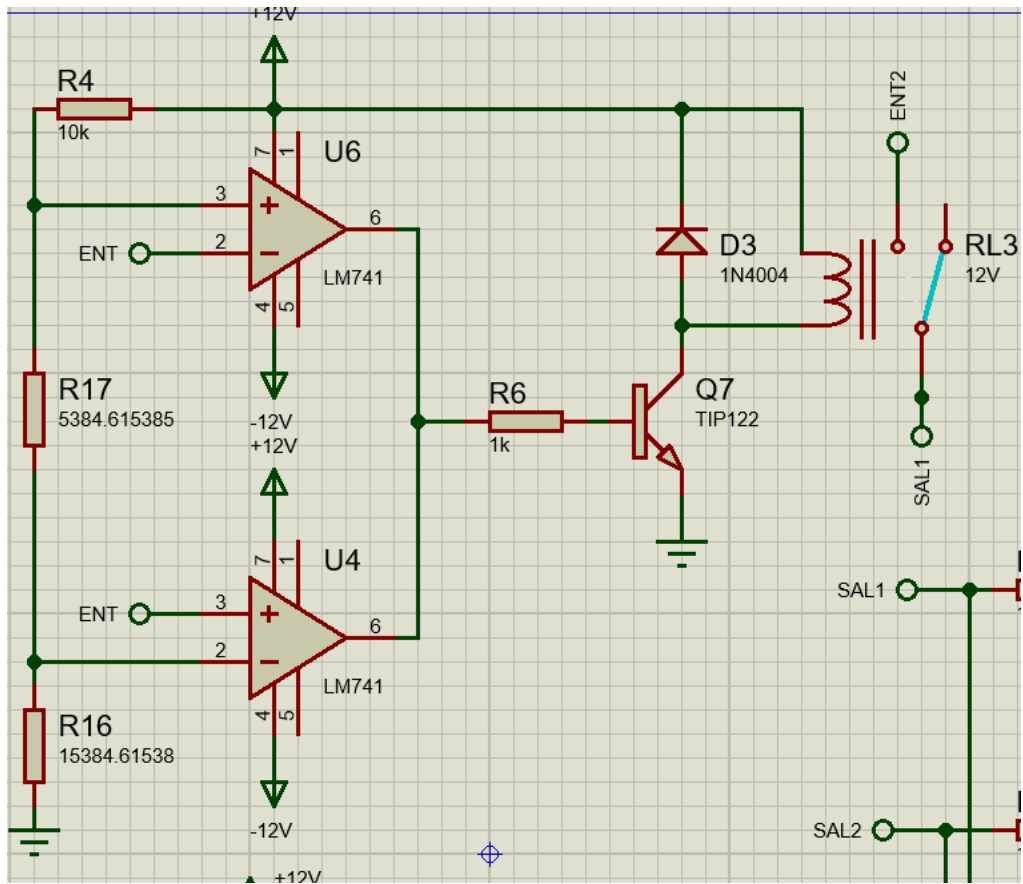 +12V
R4
10k
7
1
U6
3
+
6
ENT
2
−
LM741
4
5
-12V
R17
5384.615385
+12V
7
1
U4
ENT
3
+
6
2
−
LM741
4
5
-12V
R16
15384.61538
+12V
R6
1k
D3
1N4004
Q7
TIP122
ENT2
RL3
12V
SAL1
SAL1
SAL2